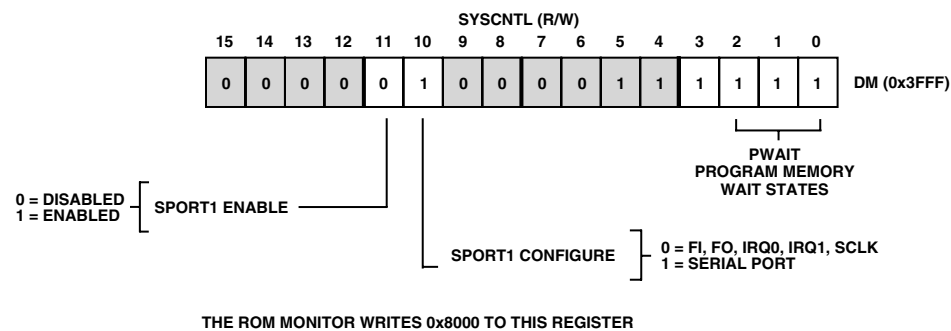 SYSCNTL (R/W)
15 14 13 12 11 10 9 8 7 6 5 4 3 2 1 0
0 0 0 0 0 1 0 0 0 0 1 1 1 1 1 1 DM (0x3FFF)
PWAIT
PROGRAM MEMORY
WAIT STATES
0 = DISABLED
1 = ENABLED
SPORT1 ENABLE
SPORT1 CONFIGURE
0 = FI, FO, IRQ0, IRQ1, SCLK
1 = SERIAL PORT
THE ROM MONITOR WRITES 0x8000 TO THIS REGISTER